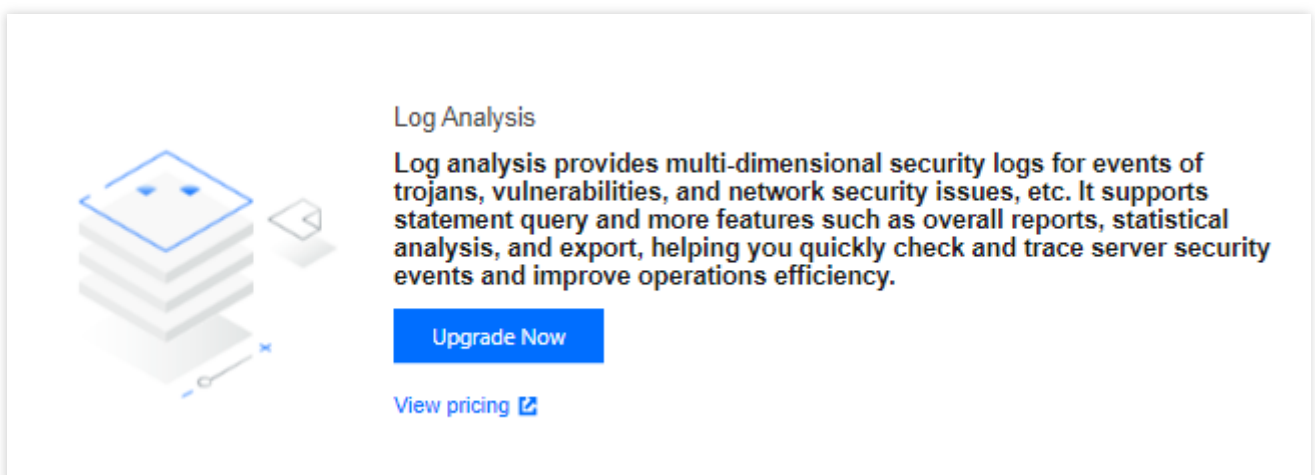 Log Analysis
Log analysis provides multi-dimensional security logs for events of
trojans, vulnerabilities, and network security issues, etc. It supports
statement query and more features such as overall reports, statistical
analysis, and export, helping you quickly check and trace server security
events and improve operations efficiency.
Upgrade Now
View pricing